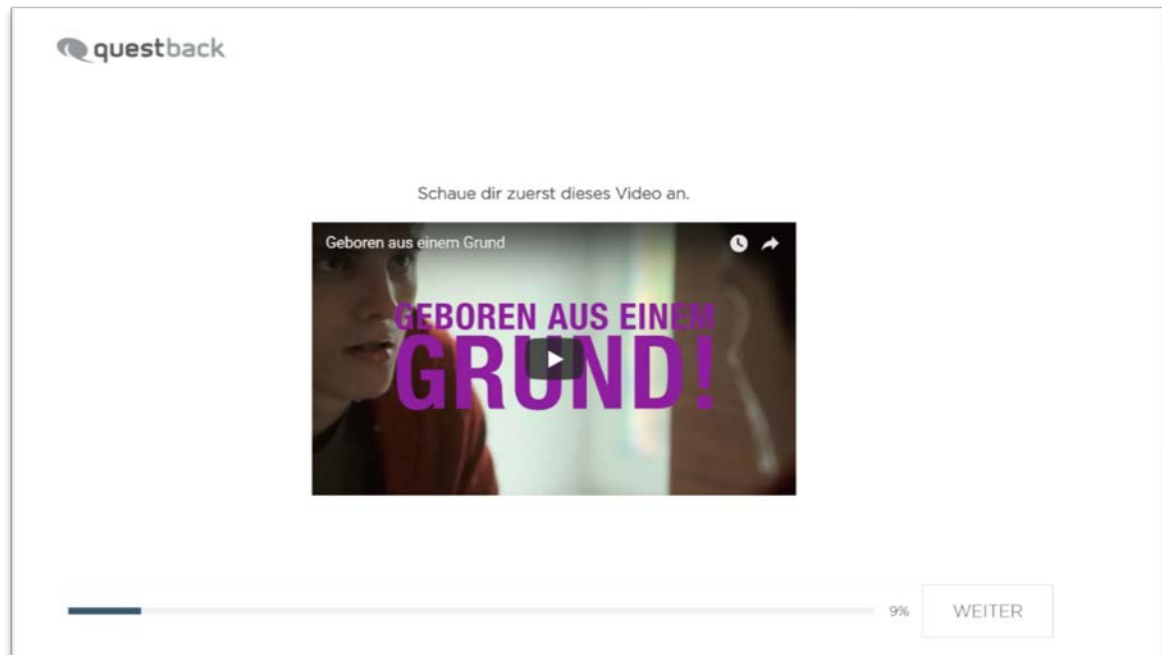 questback
Schaue dir zuerst dieses Video an.
Geboren aus einem Grund
GEBOREN AUS EINEM
GRUND!
9%
WEITER